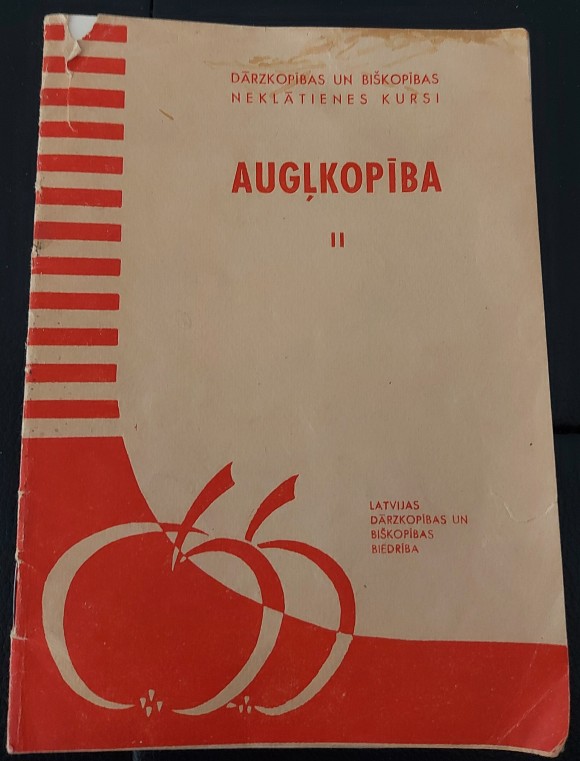 DĀRZKOPĪBAS UN BIŠKOPĪBAS
NEKLĀTIENES KURSI
AUGĻKOPĪBA
II
LATVIJAS
DĀRZKOPĪBAS UN
BIŠKOPĪBAS
BIEDRĪBA